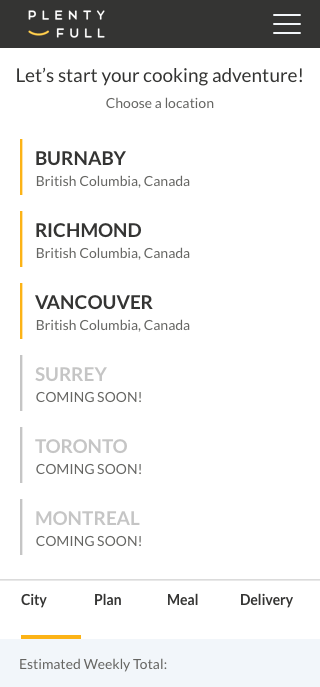 PLENTY
FULL
Let's start your cooking adventure!
Choose a location
BURNABY
British Columbia, Canada
RICHMOND
British Columbia, Canada
VANCOUVER
British Columbia, Canada
SURREY
COMING SOON!
TORONTO
COMING SOON!
MONTREAL
COMING SOON!
City Plan Meal Delivery
Estimated Weekly Total: